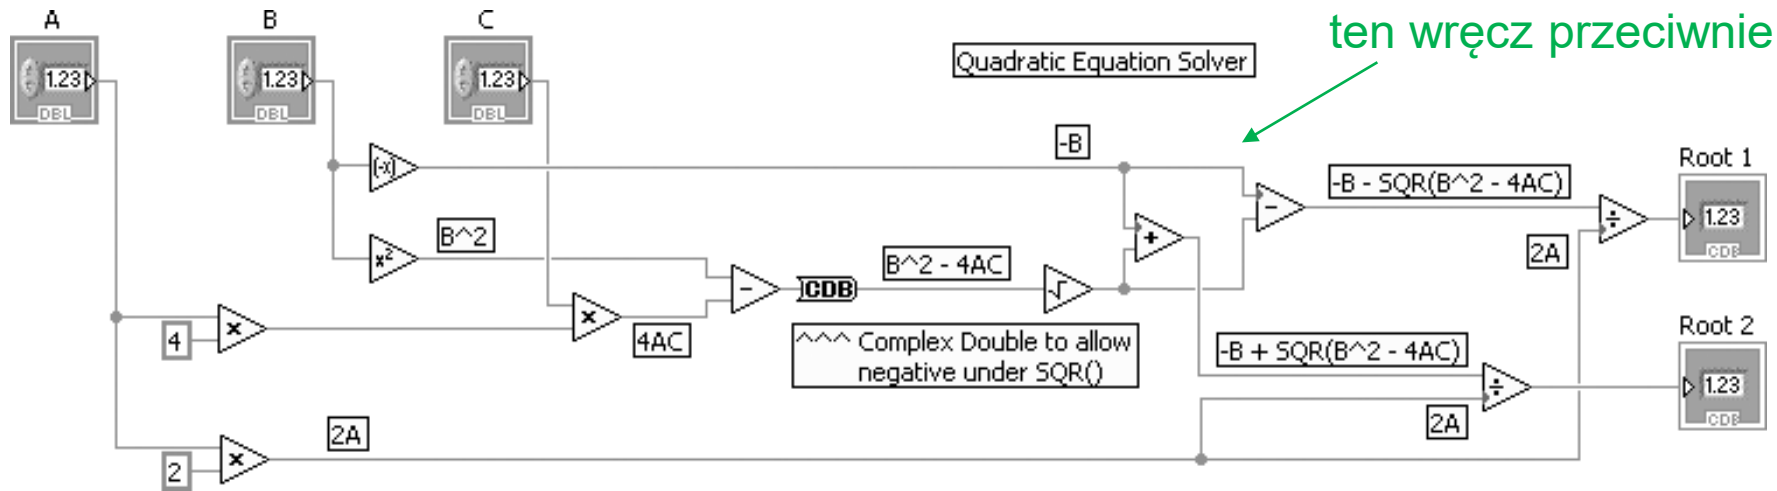 A
B
C
ten wręcz przeciwnie
1.23
DBL
1.23
DBL
1.23
DBL
Quadratic Equation Solver
-B
(-x)
Root 1
-B - SQR(B^2 - 4AC)
1.23
CDB
B^2
x²
B^2 - 4AC
2A
CDB
4
4AC
^^^ Complex Double to allow
negative under SQR()
Root 2
-B + SQR(B^2 - 4AC)
1.23
CDB
2A
2A
2